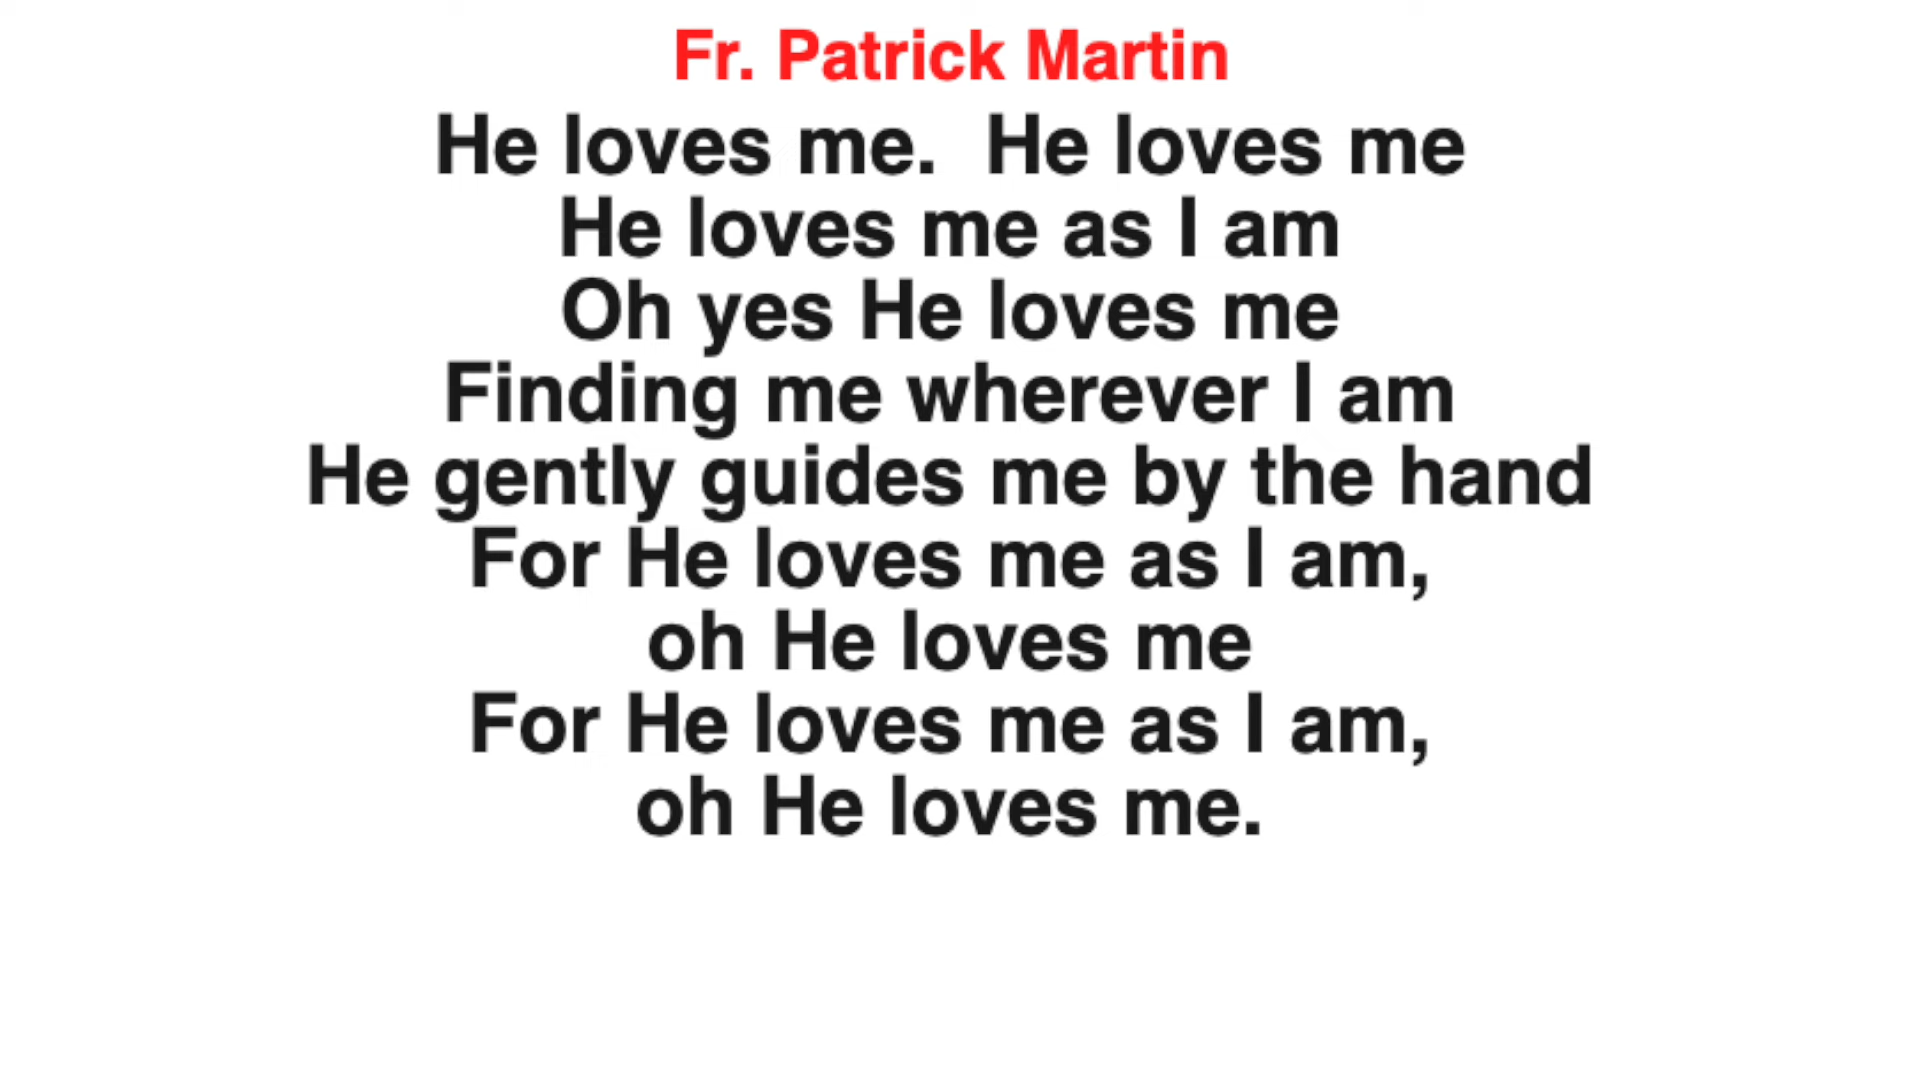 Fr. Patrick Martin
He loves me.  He loves me
He loves me as I am
Oh yes He loves me
Finding me wherever I am
He gently guides me by the hand
For He loves me as I am,
oh He loves me
For He loves me as I am,
oh He loves me.